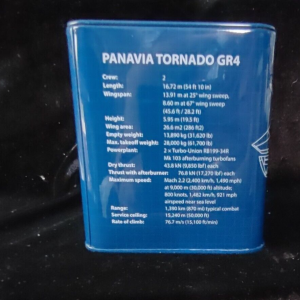 PANAVIA TORNADO GR4
Crew: 2
Length: 16.72 m (54 ft 10 in)
Wingspan: 13.91 m at 25° wing sweep,
8.60 m at 67° wing sweep
(45.6 ft / 28.2 ft)
Height: 5.95 m (19.5 ft)
Wing area: 26.6 m2 (286 ft2)
Empty weight: 13,890 kg (31,620 lb)
Max. takeoff weight: 28,000 kg (61,700 lb)
Powerplant: 2 x Turbo-Union RB199-34R
Mk 103 afterburning turbofans
Dry thrust: 43.8 kN (9,850 lbf) each
Thrust with afterburner: 76.8 kN (17,270 lbf) each
Maximum speed: Mach 2.2 (2,400 km/h, 1,490 mph)
at 9,000 m (30,000 ft) altitude;
800 knots, 1,482 km/h, 921 mph
airspeed near sea level
Range: 1,390 km (870 mi) typical combat
Service ceiling: 15,240 m (50,000 ft)
Rate of climb: 76.7 m/s (15,100 ft/min)